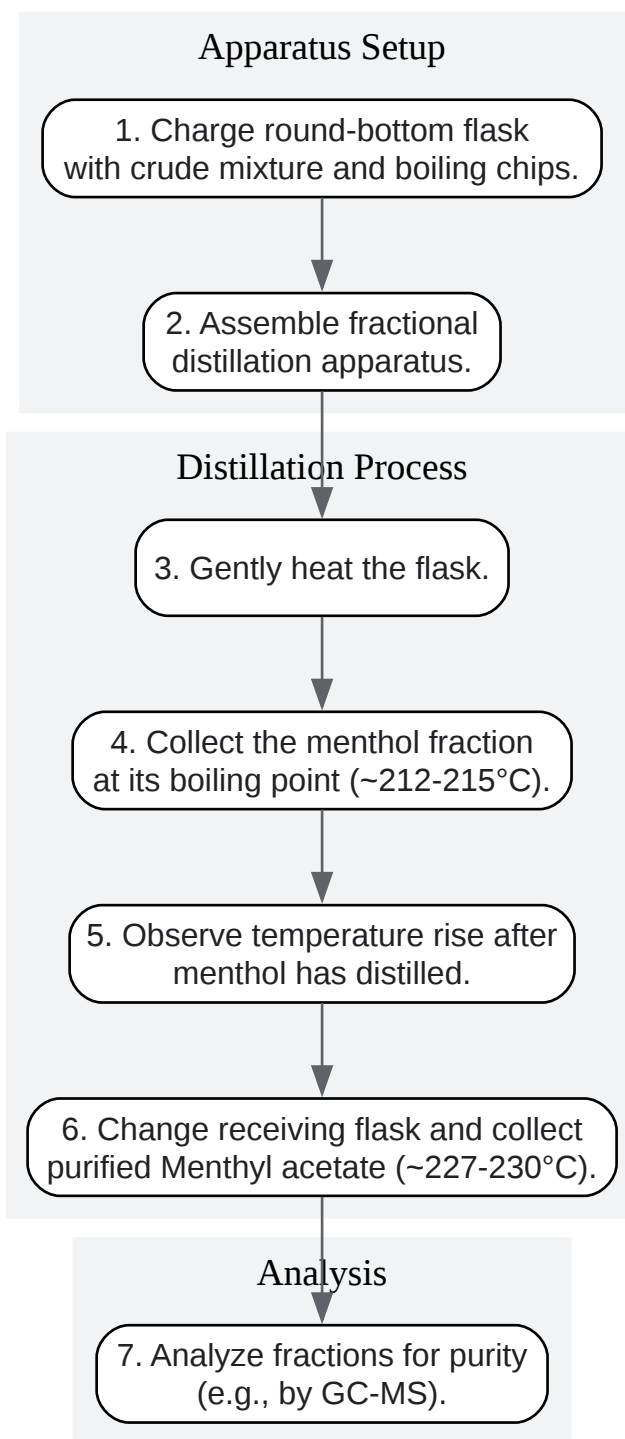 Apparatus Setup
1. Charge round-bottom flask
with crude mixture and boiling chips.
2. Assemble fractional
distillation apparatus.
Distillation Process
3. Gently heat the flask.
4. Collect the menthol fraction
at its boiling point (~212-215°C).
5. Observe temperature rise after
menthol has distilled.
6. Change receiving flask and collect
purified Menthyl acetate (~227-230°C).
Analysis
7. Analyze fractions for purity
(e.g., by GC-MS).